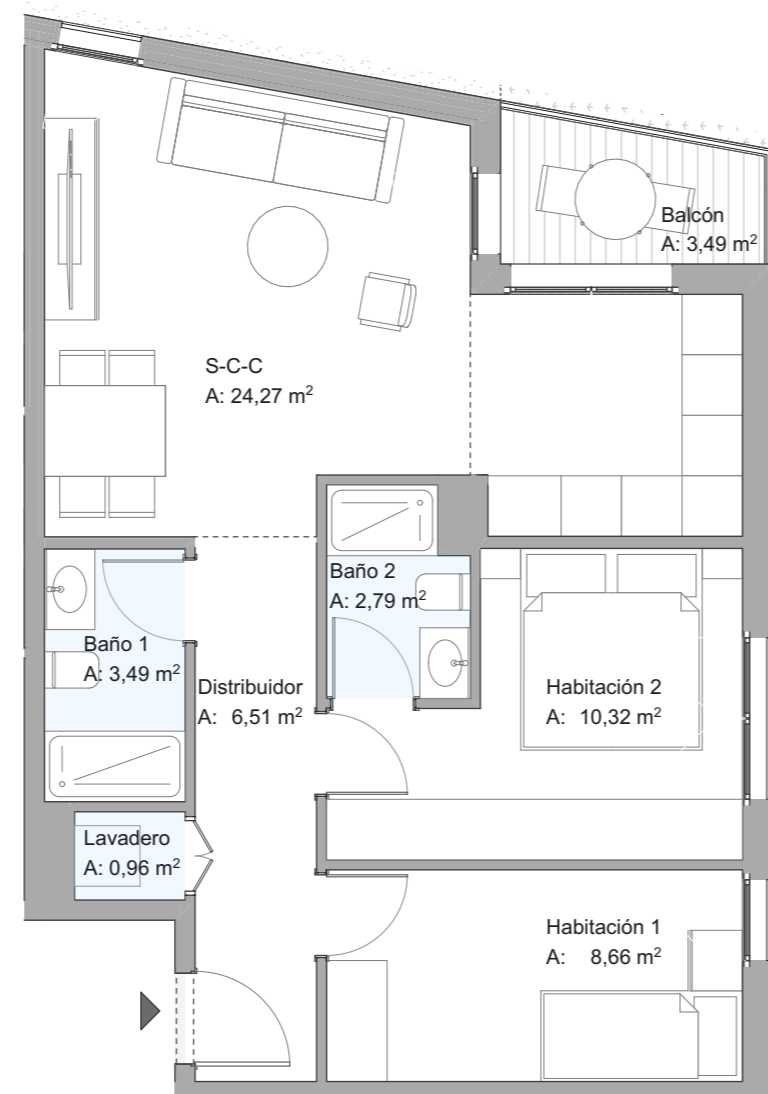 Balcón
A: 3,49 m²
S-C-C
A: 24,27 m²
Baño 2
A: 2,79 m²
Baño 1
A: 3,49 m²
Distribuidor
A: 6,51 m²
Habitación 2
A: 10,32 m²
Lavadero
A: 0,96 m²
Habitación 1
A: 8,66 m²